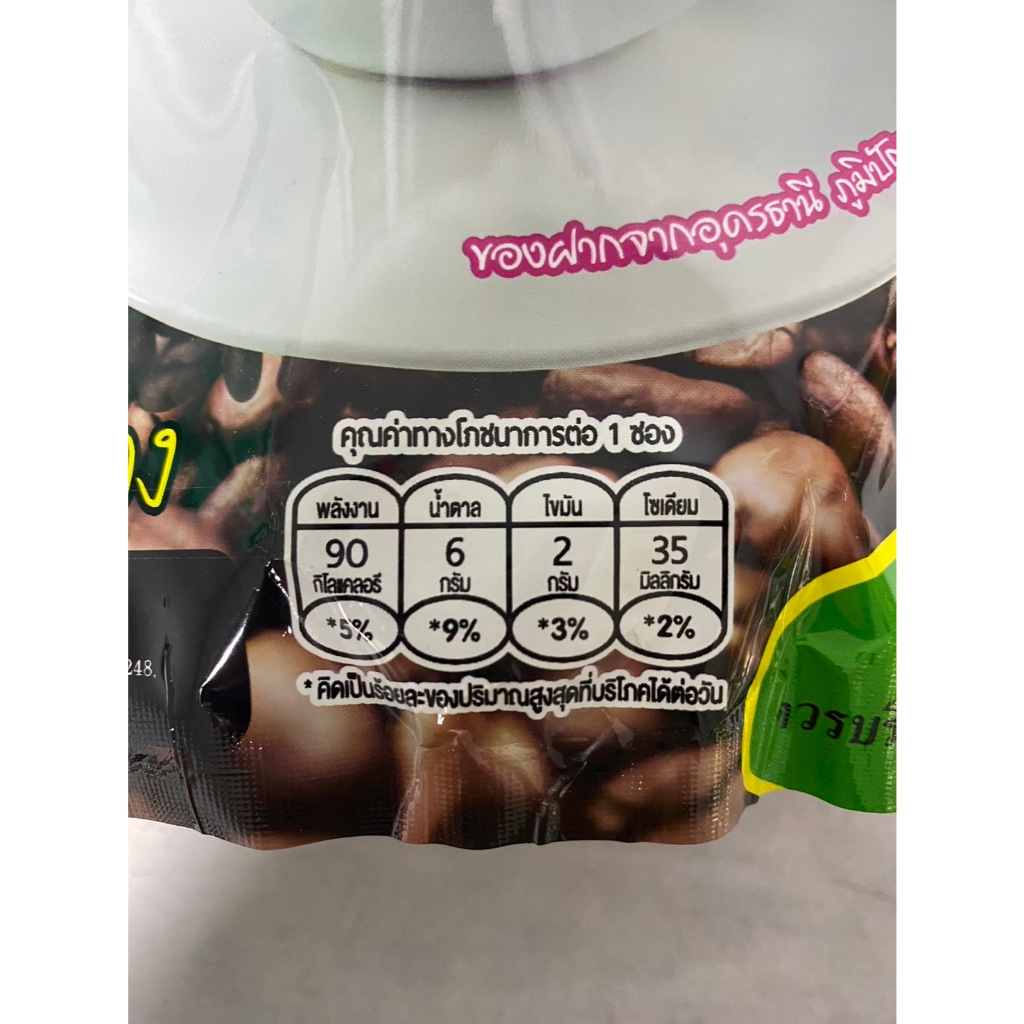 ของฝากจากอุดรธานี
คุณค่าทางโภชนาการต่อ 1 ซอง
พลังงาน น้ำตาล ไขมัน โซเดียม
90 6 2 35
กิโลแคลอรี กรัม กรัม มิลลิกรัม
*5% *9% *3% *2%
* คิดเป็นร้อยละของปริมาณสูงสุดที่บริโภคได้ต่อวัน
248.